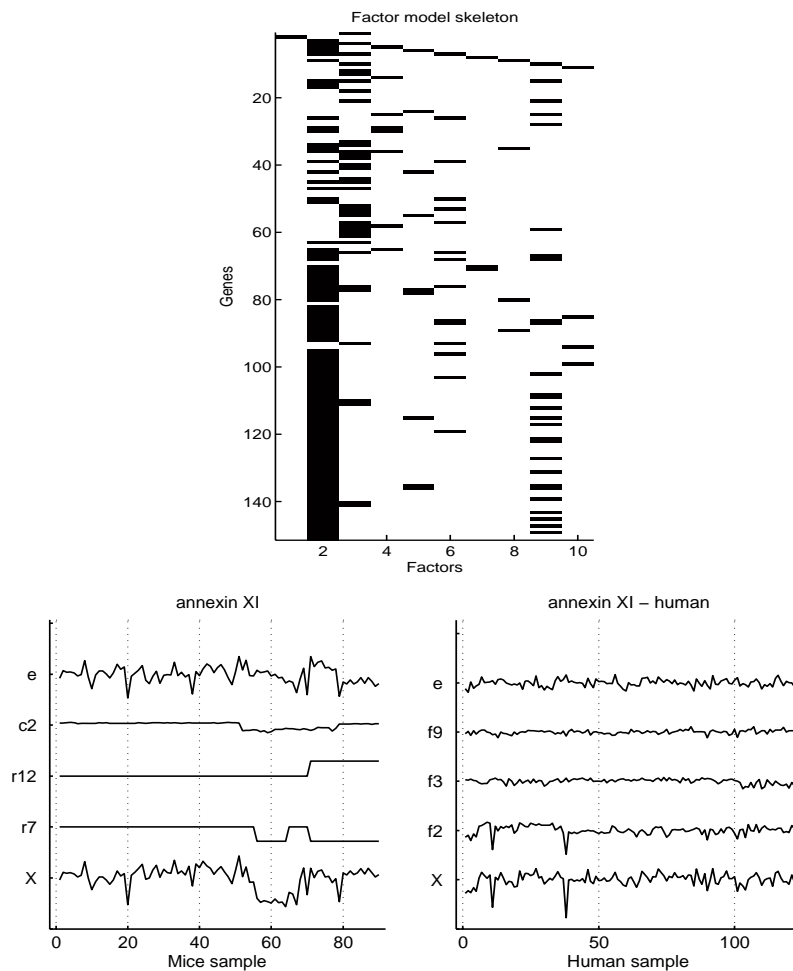 Factor model skeleton
20
40
60
80
100
120
140
Genes
2 4 6 8 10
Factors
annexin XI
e
c2
r12
r7
X
0 20 40 60 80
Mice sample
annexin XI − human
e
f9
f3
f2
X
0 50 100
Human sample